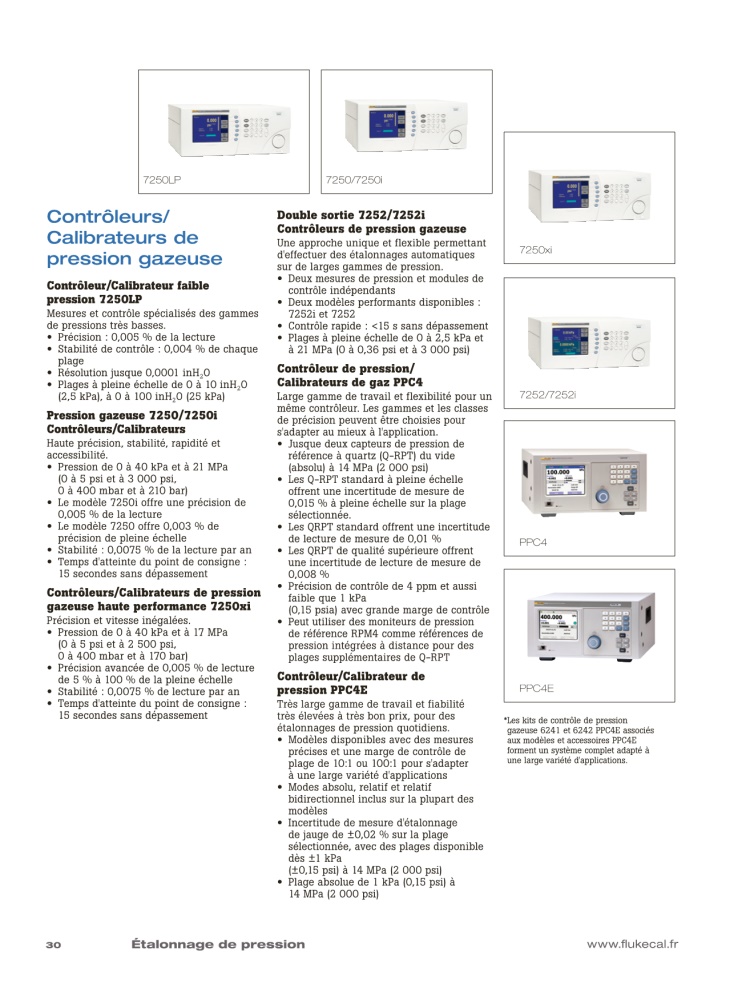 7250LP
7250/7250i
Contrôleurs/
Calibrateurs de
pression gazeuse
Contrôleur/Calibrateur faible
pression 7250LP
Mesures et contrôle spécialisés des gammes
de pressions très basses.
• Précision : 0,005 % de la lecture
• Stabilité de contrôle : 0,004 % de chaque
plage
• Résolution jusque 0,0001 inH₂O
• Plages à pleine échelle de 0 à 10 inH₂O
(2,5 kPa), à 0 à 100 inH₂O (25 kPa)
Pression gazeuse 7250/7250i
Contrôleurs/Calibrateurs
Haute précision, stabilité, rapidité et
accessibilité.
• Pression de 0 à 40 kPa et à 21 MPa
(0 à 5 psi et à 3 000 psi,
0 à 400 mbar et à 210 bar)
• Le modèle 7250i offre une précision de
0,005 % de la lecture
• Le modèle 7250 offre 0,003 % de
précision de pleine échelle
• Stabilité : 0,0075 % de la lecture par an
• Temps d'atteinte du point de consigne :
15 secondes sans dépassement
Contrôleurs/Calibrateurs de pression
gazeuse haute performance 7250xi
Précision et vitesse inégalées.
• Pression de 0 à 40 kPa et à 17 MPa
(0 à 5 psi et à 2 500 psi,
0 à 400 mbar et à 170 bar)
• Précision avancée de 0,005 % de lecture
de 5 % à 100 % de la pleine échelle
• Stabilité : 0,0075 % de lecture par an
• Temps d'atteinte du point de consigne :
15 secondes sans dépassement
Double sortie 7252/7252i
Contrôleurs de pression gazeuse
Une approche unique et flexible permettant
d'effectuer des étalonnages automatiques
sur de larges gammes de pression.
• Deux mesures de pression et modules de
contrôle indépendants
• Deux modèles performants disponibles :
7252i et 7252
• Contrôle rapide : <15 s sans dépassement
• Plages à pleine échelle de 0 à 2,5 kPa et
à 21 MPa (0 à 0,36 psi et à 3 000 psi)
Contrôleur de pression/
Calibrateurs de gaz PPC4
Large gamme de travail et flexibilité pour un
même contrôleur. Les gammes et les classes
de précision peuvent être choisies pour
s'adapter au mieux à l'application.
• Jusque deux capteurs de pression de
référence à quartz (Q-RPT) du vide
(absolu) à 14 MPa (2 000 psi)
• Les Q-RPT standard à pleine échelle
offrent une incertitude de mesure de
0,015 % à pleine échelle sur la plage
sélectionnée.
• Les QRPT standard offrent une incertitude
de lecture de mesure de 0,01 %
• Les QRPT de qualité supérieure offrent
une incertitude de lecture de mesure de
0,008 %
• Précision de contrôle de 4 ppm et aussi
faible que 1 kPa
(0,15 psia) avec grande marge de contrôle
• Peut utiliser des moniteurs de pression
de référence RPM4 comme références de
pression intégrées à distance pour des
plages supplémentaires de Q-RPT
Contrôleur/Calibrateur de
pression PPC4E
Très large gamme de travail et fiabilité
très élevées à très bon prix, pour des
étalonnages de pression quotidiens.
• Modèles disponibles avec des mesures
précises et une marge de contrôle de
plage de 10:1 ou 100:1 pour s'adapter
à une large variété d'applications
• Modes absolu, relatif et relatif
bidirectionnel inclus sur la plupart des
modèles
• Incertitude de mesure d'étalonnage
de jauge de ±0,02 % sur la plage
sélectionnée, avec des plages disponible
dès ±1 kPa
(±0,15 psi) à 14 MPa (2 000 psi)
• Plage absolue de 1 kPa (0,15 psi) à
14 MPa (2 000 psi)
7250xi
7252/7252i
100.000
PPC4
400.000
PPC4E
*Les kits de contrôle de pression
gazeuse 6241 et 6242 PPC4E associés
aux modèles et accessoires PPC4E
forment un système complet adapté à
une large variété d'applications.
30
Étalonnage de pression
www.flukecal.fr